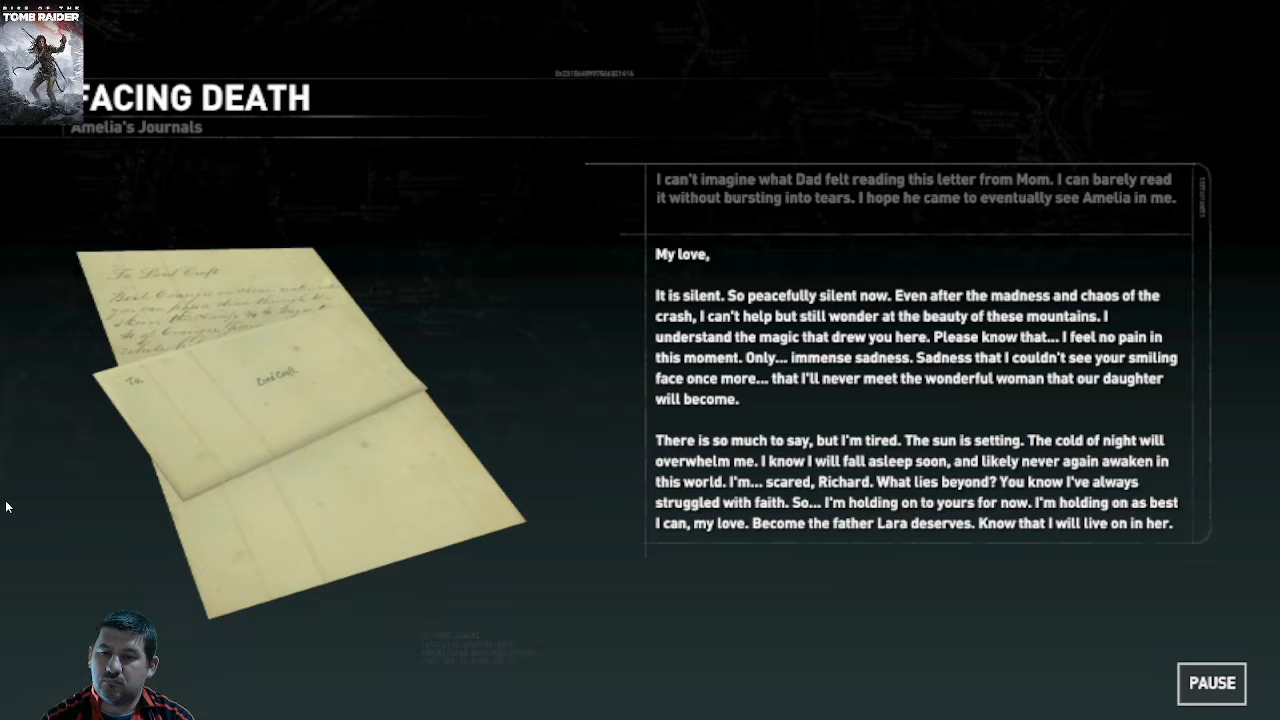 RISE OF THE
TOMB RAIDER
FACING DEATH
Amelia's Journals
I can't imagine what Dad felt reading this letter from Mom. I can barely read
it without bursting into tears. I hope he came to eventually see Amelia in me.
My love,
It is silent. So peacefully silent now. Even after the madness and chaos of the
crash, I can't help but still wonder at the beauty of these mountains. I
understand the magic that drew you here. Please know that... I feel no pain in
this moment. Only... immense sadness. Sadness that I couldn't see your smiling
face once more... that I'll never meet the wonderful woman that our daughter
will become.
There is so much to say, but I'm tired. The sun is setting. The cold of night will
overwhelm me. I know I will fall asleep soon, and likely never again awaken in
this world. I'm... scared, Richard. What lies beyond? You know I've always
struggled with faith. So... I'm holding on to yours for now. I'm holding on as best
I can, my love. Become the father Lara deserves. Know that I will live on in her.
To Lord Croft
To,
Lord Croft
PAUSE